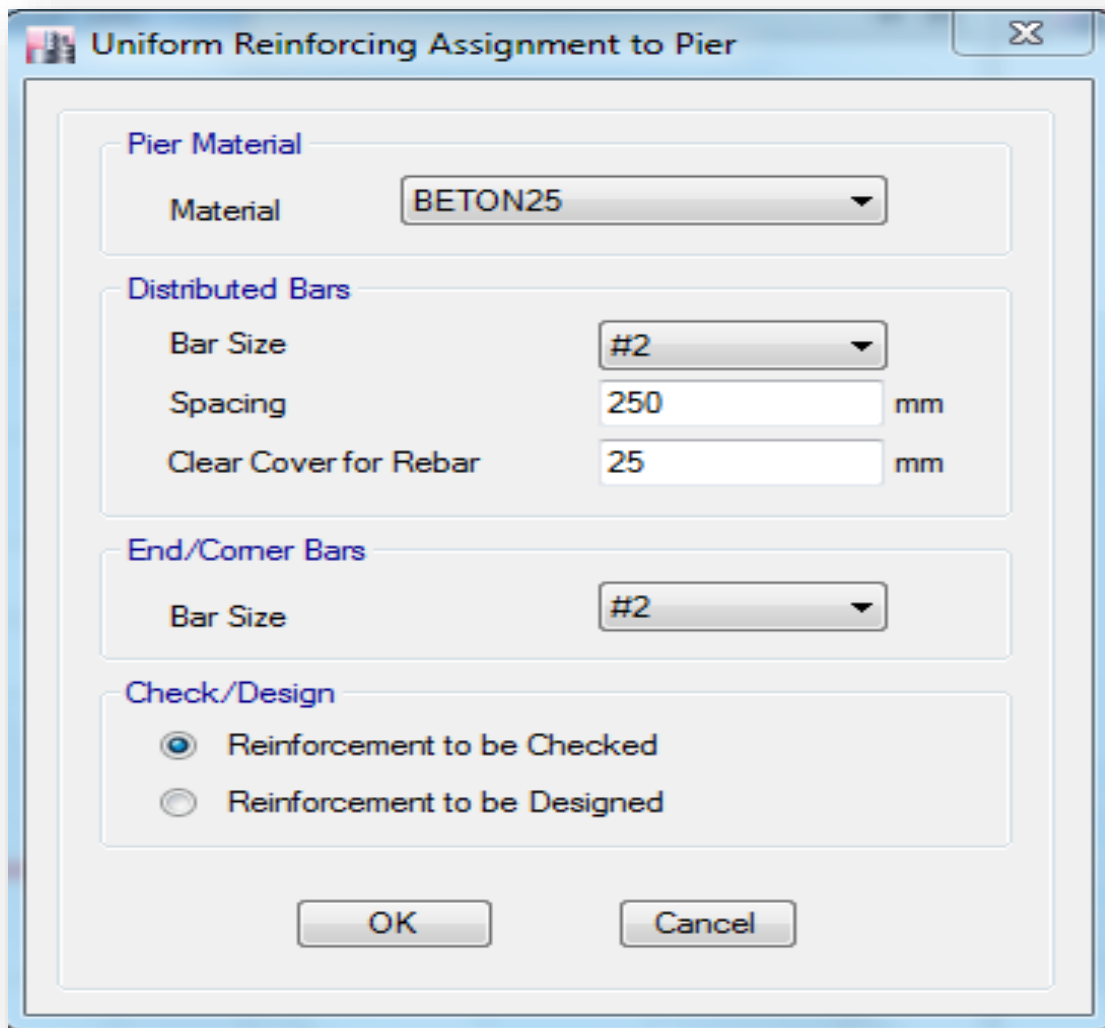 Uniform Reinforcing Assignment to Pier
Pier Material
Material BETON25
Distributed Bars
Bar Size #2
Spacing 250 mm
Clear Cover for Rebar 25 mm
End/Corner Bars
Bar Size #2
Check/Design
Reinforcement to be Checked
Reinforcement to be Designed
OK Cancel